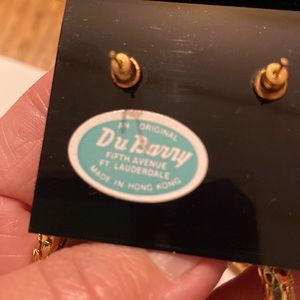 AN ORIGINAL
Du Barry
FIFTH AVENUE
FT. LAUDERDALE
MADE IN HONG KONG